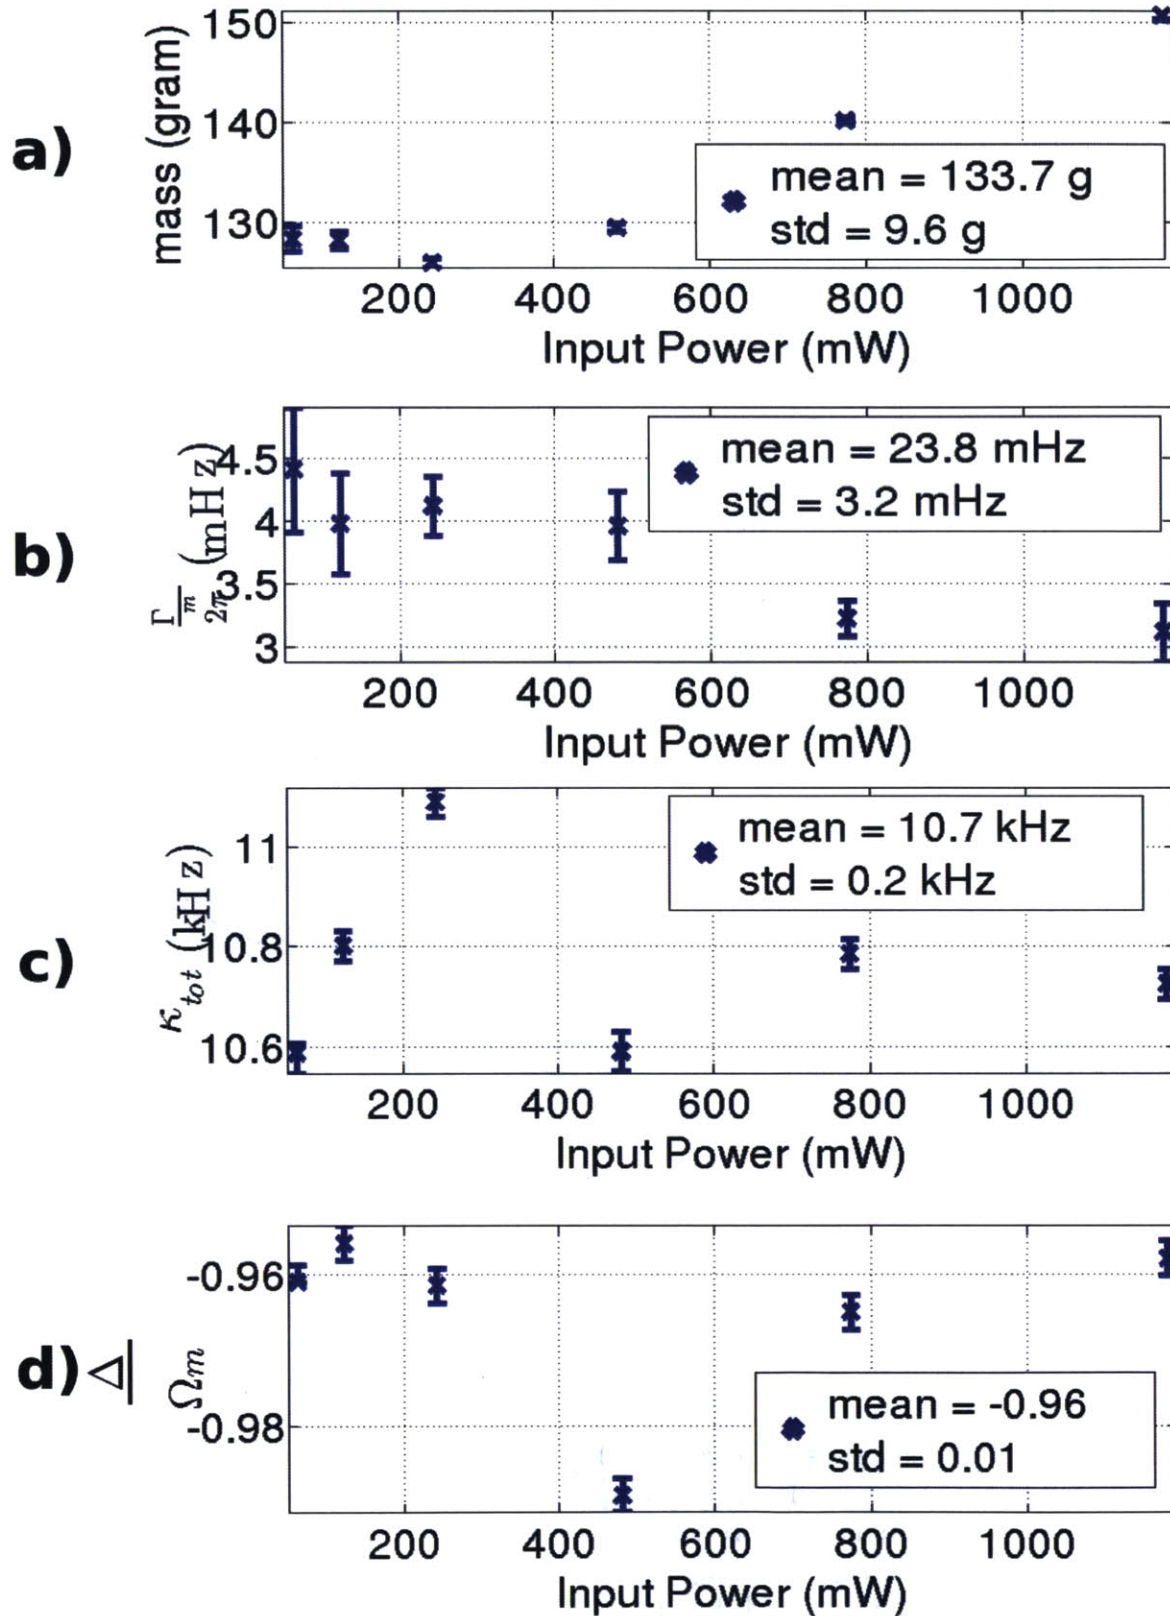 a)
mass (gram)
150
140
130
mean = 133.7 g
std = 9.6 g
200 400 600 800 1000
Input Power (mW)
b)
Γm/2π (mHz)
4.5
4
3.5
3
mean = 23.8 mHz
std = 3.2 mHz
200 400 600 800 1000
Input Power (mW)
c)
κtot (kHz)
11
10.8
10.6
mean = 10.7 kHz
std = 0.2 kHz
200 400 600 800 1000
Input Power (mW)
d)
Δ/Ωm
-0.96
-0.98
mean = -0.96
std = 0.01
200 400 600 800 1000
Input Power (mW)